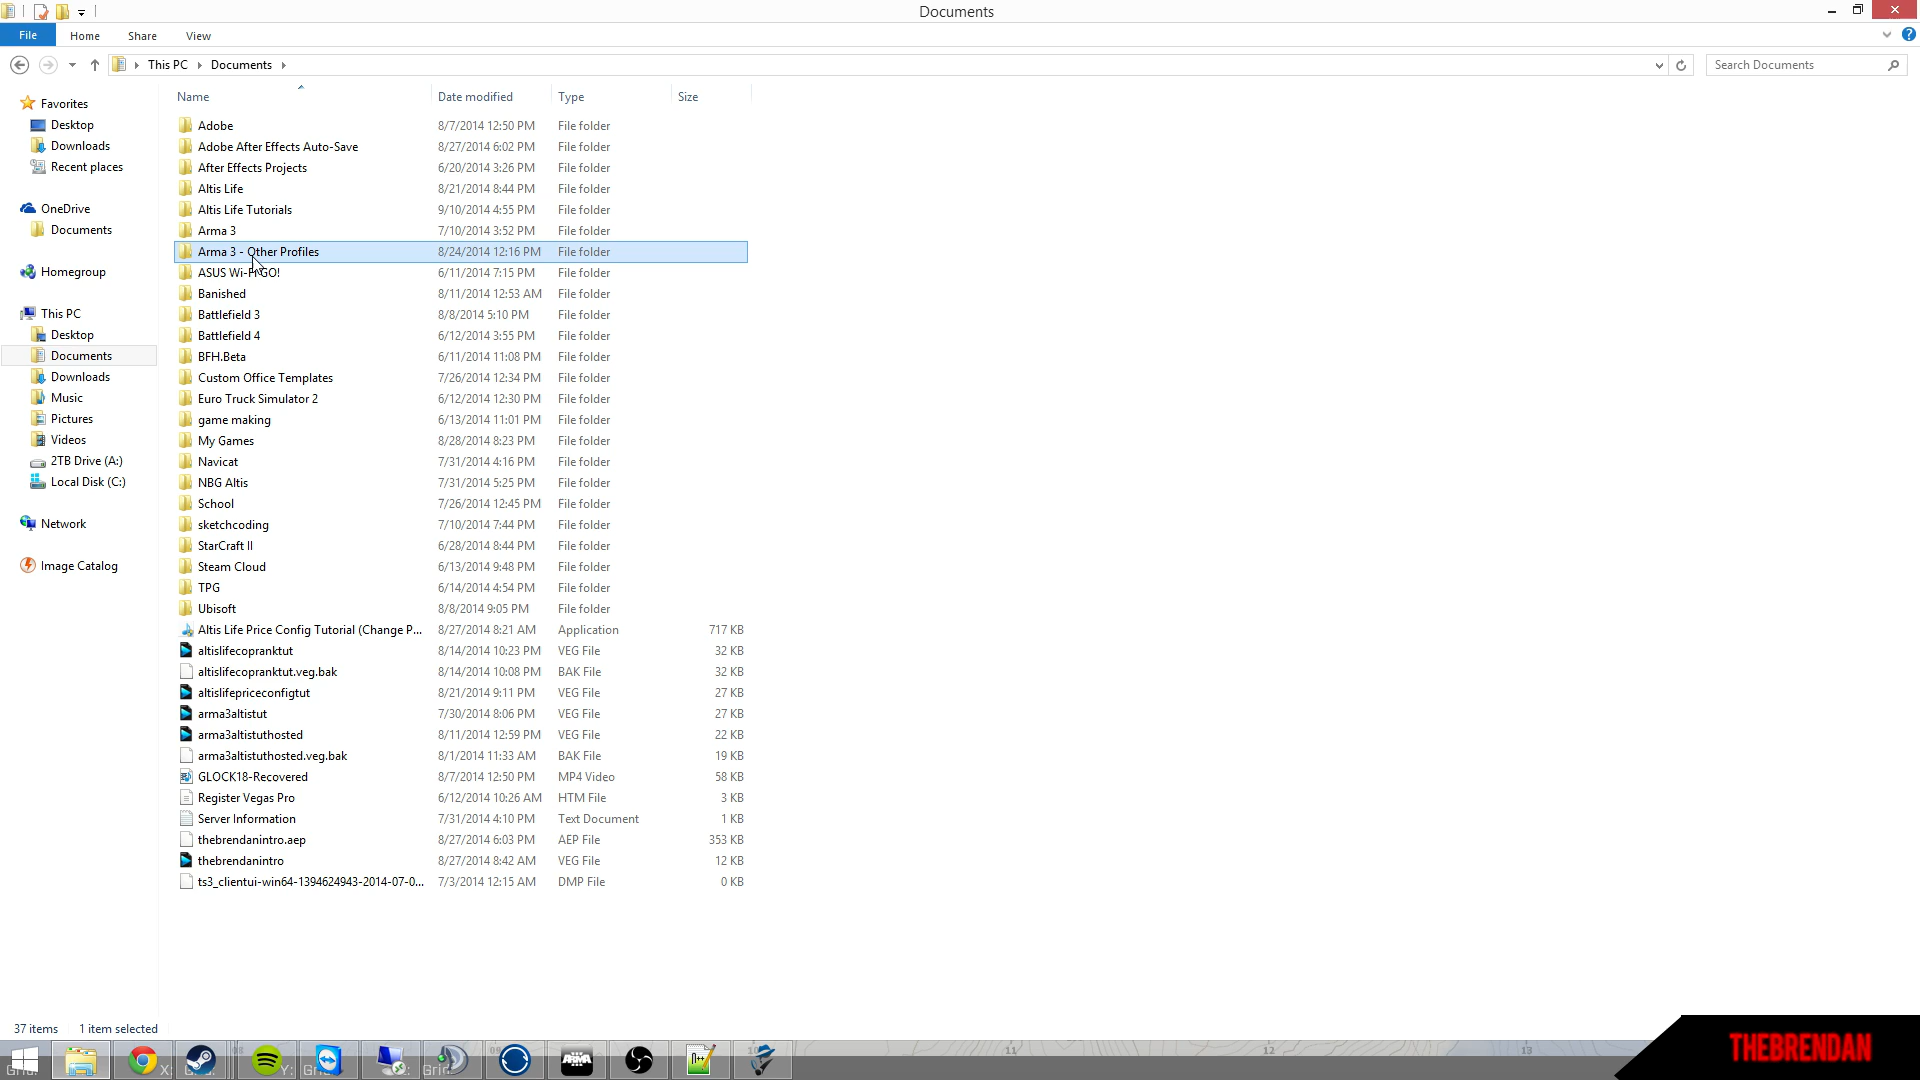 Documents
File Home Share View
This PC Documents
Search Documents
Name Date modified Type Size
Favorites
Desktop
Downloads
Recent places
OneDrive
Documents
Homegroup
This PC
Desktop
Documents
Downloads
Music
Pictures
Videos
2TB Drive (A:)
Local Disk (C:)
Network
Image Catalog
Adobe 8/7/2014 12:50 PM File folder
Adobe After Effects Auto-Save 8/27/2014 6:02 PM File folder
After Effects Projects 6/20/2014 3:26 PM File folder
Altis Life 8/21/2014 8:44 PM File folder
Altis Life Tutorials 9/10/2014 4:55 PM File folder
Arma 3 7/10/2014 3:52 PM File folder
Arma 3 - Other Profiles 8/24/2014 12:16 PM File folder
ASUS Wi-Fi GO! 6/11/2014 7:15 PM File folder
Banished 8/11/2014 12:53 AM File folder
Battlefield 3 8/8/2014 5:10 PM File folder
Battlefield 4 6/12/2014 3:55 PM File folder
BFH.Beta 6/11/2014 11:08 PM File folder
Custom Office Templates 7/26/2014 12:34 PM File folder
Euro Truck Simulator 2 6/12/2014 12:30 PM File folder
game making 6/13/2014 11:01 PM File folder
My Games 8/28/2014 8:23 PM File folder
Navicat 7/31/2014 4:16 PM File folder
NBG Altis 7/31/2014 5:25 PM File folder
School 7/26/2014 12:45 PM File folder
sketchcoding 7/10/2014 7:44 PM File folder
StarCraft II 6/28/2014 8:44 PM File folder
Steam Cloud 6/13/2014 9:48 PM File folder
TPG 6/14/2014 4:54 PM File folder
Ubisoft 8/8/2014 9:05 PM File folder
Altis Life Price Config Tutorial (Change P... 8/27/2014 8:21 AM Application 717 KB
altislifecopranktut 8/14/2014 10:23 PM VEG File 32 KB
altislifecopranktut.veg.bak 8/14/2014 10:08 PM BAK File 32 KB
altislifepriceconfigtut 8/21/2014 9:11 PM VEG File 27 KB
arma3altistut 7/30/2014 8:06 PM VEG File 27 KB
arma3altistuthosted 8/11/2014 12:59 PM VEG File 22 KB
arma3altistuthosted.veg.bak 8/1/2014 11:33 AM BAK File 19 KB
GLOCK18-Recovered 8/7/2014 12:50 PM MP4 Video 58 KB
Register Vegas Pro 6/12/2014 10:26 AM HTM File 3 KB
Server Information 7/31/2014 4:10 PM Text Document 1 KB
thebrendanintro.aep 8/27/2014 6:03 PM AEP File 353 KB
thebrendanintro 8/27/2014 8:42 AM VEG File 12 KB
ts3_clientui-win64-1394624943-2014-07-0... 7/3/2014 12:15 AM DMP File 0 KB
37 items 1 item selected
ARMA
11 12 13
THEBRENDAN